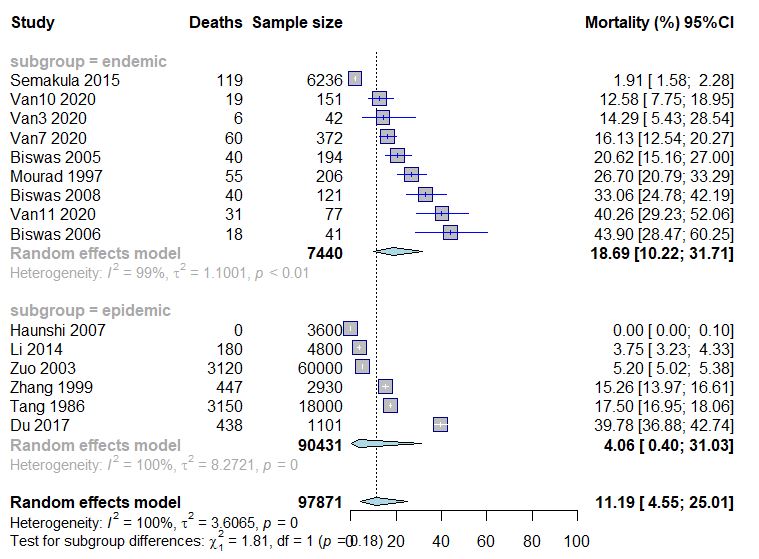 Study Deaths Sample size Mortality (%) 95%CI
subgroup = endemic
Semakula 2015 119 6236 1.91 [ 1.58; 2.28]
Van10 2020 19 151 12.58 [ 7.75; 18.95]
Van3 2020 6 42 14.29 [ 5.43; 28.54]
Van7 2020 60 372 16.13 [12.54; 20.27]
Biswas 2005 40 194 20.62 [15.16; 27.00]
Mourad 1997 55 206 26.70 [20.79; 33.29]
Biswas 2008 40 121 33.06 [24.78; 42.19]
Van11 2020 31 77 40.26 [29.23; 52.06]
Biswas 2006 18 41 43.90 [28.47; 60.25]
Random effects model 7440 18.69 [10.22; 31.71]
Heterogeneity: I² = 99%, τ² = 1.1001, p < 0.01
subgroup = epidemic
Haunshi 2007 0 3600 0.00 [ 0.00; 0.10]
Li 2014 180 4800 3.75 [ 3.23; 4.33]
Zuo 2003 3120 60000 5.20 [ 5.02; 5.38]
Zhang 1999 447 2930 15.26 [13.97; 16.61]
Tang 1986 3150 18000 17.50 [16.95; 18.06]
Du 2017 438 1101 39.78 [36.88; 42.74]
Random effects model 90431 4.06 [ 0.40; 31.03]
Heterogeneity: I² = 100%, τ² = 8.2721, p = 0
Random effects model 97871 11.19 [ 4.55; 25.01]
Heterogeneity: I² = 100%, τ² = 3.6065, p = 0
Test for subgroup differences: χ²₁ = 1.81, df = 1 (p = 0.18)
0 20 40 60 80 100